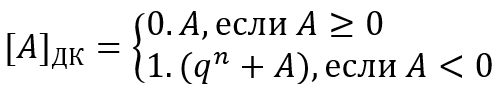 [A]ДК = {0. A, если A ≥ 0
1. (qⁿ + A), если A < 0